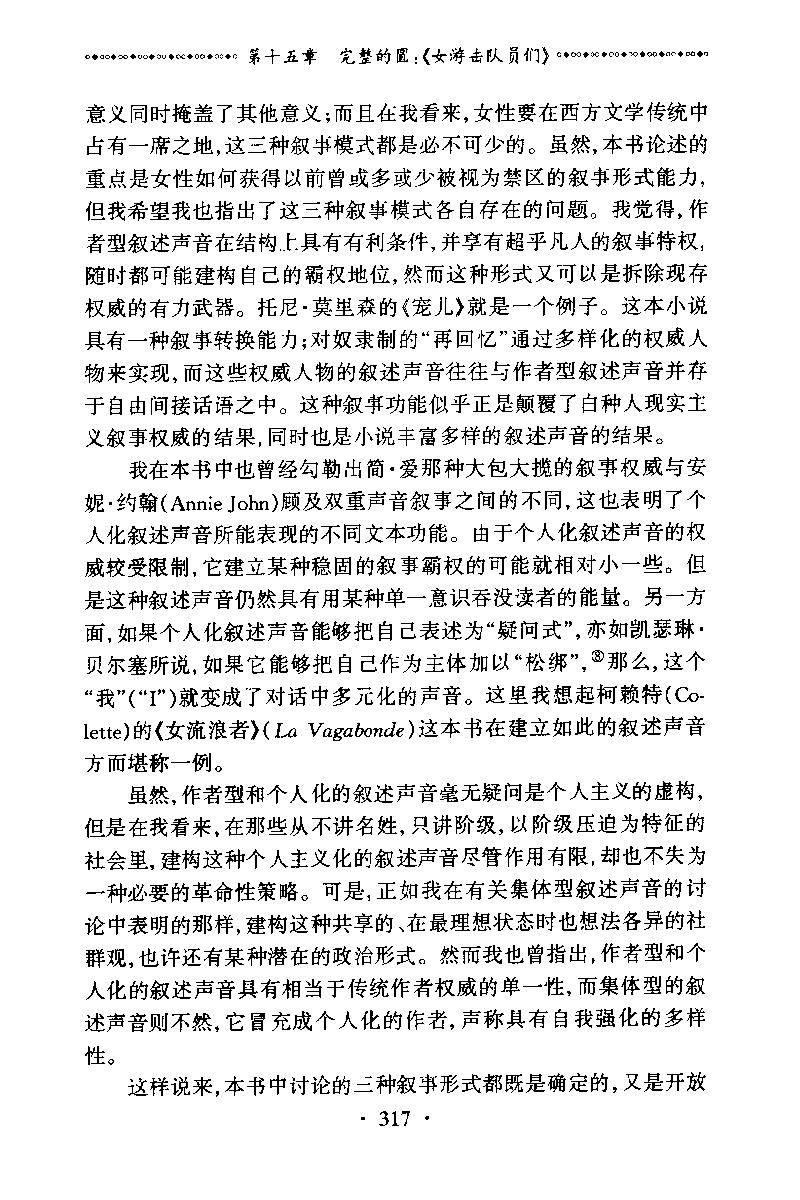 第十五章 完整的圆:《女游击队员们》
意义同时掩盖了其他意义;而且在我看来,女性要在西方文学传统中
占有一席之地,这三种叙事模式都是必不可少的。虽然,本书论述的
重点是女性如何获得以前曾或多或少被视为禁区的叙事形式能力,
但我希望我也指出了这三种叙事模式各自存在的问题。我觉得,作
者型叙述声音在结构上具有有利条件,并享有超乎凡人的叙事特权,
随时都可能建构自己的霸权地位,然而这种形式又可以是拆除现存
权威的有力武器。托尼·莫里森的《宠儿》就是一个例子。这本小说
具有一种叙事转换能力;对奴隶制的“再回忆”通过多样化的权威人
物来实现,而这些权威人物的叙述声音往往与作者型叙述声音并存
于自由间接话语之中。这种叙事功能似乎正是颠覆了白种人现实主
义叙事权威的结果,同时也是小说丰富多样的叙述声音的结果。
我在本书中也曾经勾勒出简·爱那种大包大揽的叙事权威与安
妮·约翰(Annie John)顾及双重声音叙事之间的不同,这也表明了个
人化叙述声音所能表现的不同文本功能。由于个人化叙述声音的权
威较受限制,它建立某种稳固的叙事霸权的可能就相对小一些。但
是这种叙述声音仍然具有用某种单一意识吞没读者的能量。另一方
面,如果个人化叙述声音能够把自己表述为“疑问式”,亦如凯瑟琳·
贝尔塞所说,如果它能够把自己作为主体加以“松绑”,⑧那么,这个
“我”(“I”)就变成了对话中多元化的声音。这里我想起柯赖特(Co-
lette)的《女流浪者》(La Vagabonde)这本书在建立如此的叙述声音
方而堪称一例。
虽然,作者型和个人化的叙述声音毫无疑问是个人主义的虚构,
但是在我看来,在那些从不讲名姓,只讲阶级,以阶级压迫为特征的
社会里,建构这种个人主义化的叙述声音尽管作用有限,却也不失为
一种必要的革命性策略。可是,正如我在有关集体型叙述声音的讨
论中表明的那样,建构这种共享的、在最理想状态时也想法各异的社
群观,也许还有某种潜在的政治形式。然而我也曾指出,作者型和个
人化的叙述声音具有相当于传统作者权威的单一性,而集体型的叙
述声音则不然,它冒充成个人化的作者,声称具有自我强化的多样
性。
这样说来,本书中讨论的三种叙事形式都既是确定的,又是开放
· 317 ·